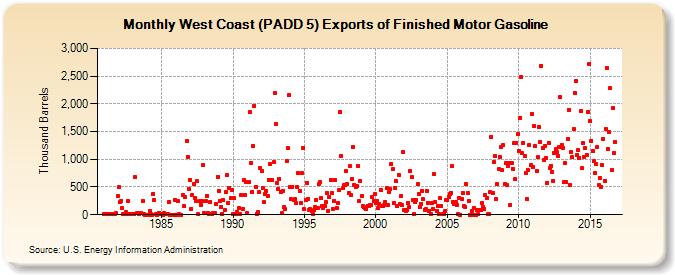 Monthly West Coast (PADD 5) Exports of Finished Motor Gasoline
Thousand Barrels
3,000
2,500
2,000
1,500
1,000
500
0
1985 1990 1995 2000 2005 2010 2015
Source: U.S. Energy Information Administration